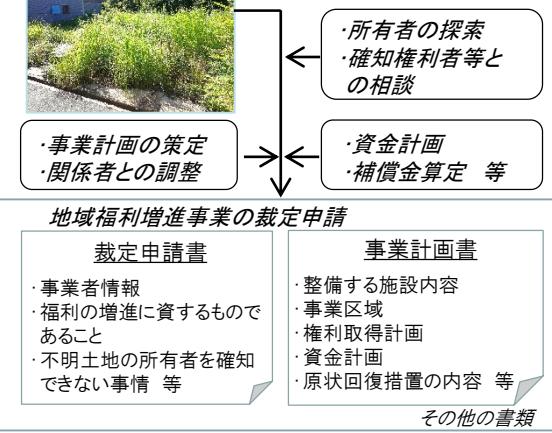 ・所有者の探索
・確知権利者等と
の相談
・事業計画の策定
・関係者との調整
・資金計画
・補償金算定 等
地域福利増進事業の裁定申請
裁定申請書
・事業者情報
・福利の増進に資するもので
あること
・不明土地の所有者を確知
できない事情 等
事業計画書
・整備する施設内容
・事業区域
・権利取得計画
・資金計画
・原状回復措置の内容 等
その他の書類